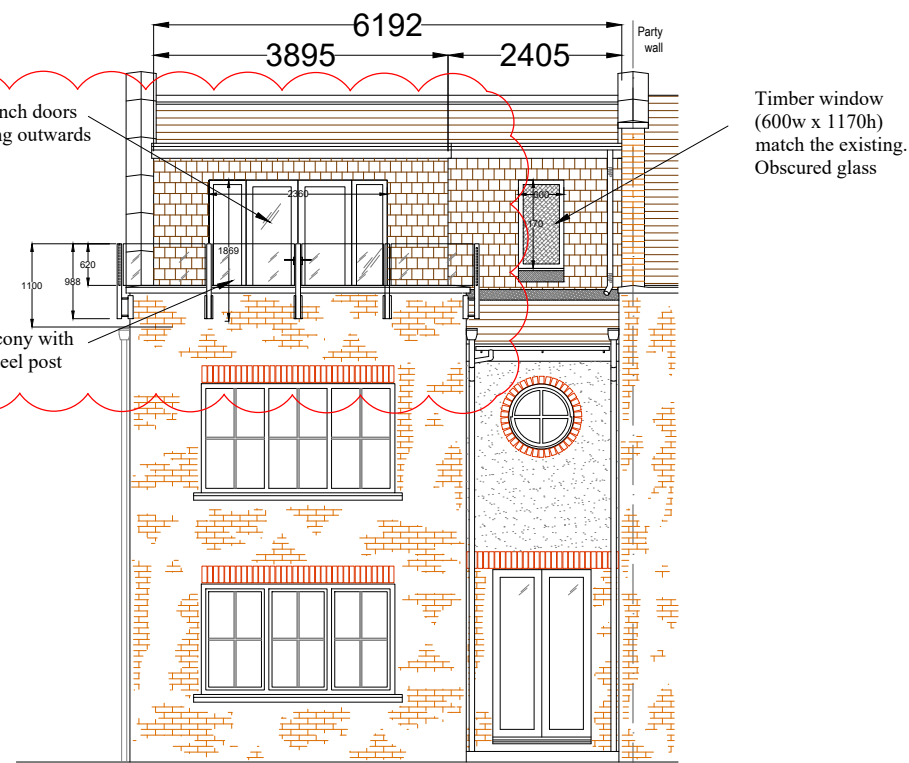 6192
3895
2405
Party
wall
nch doors
ng outwards
Timber window
(600w x 1170h)
match the existing.
Obscured glass
2360
600
1170
1869
620
988
1100
cony with
eel post